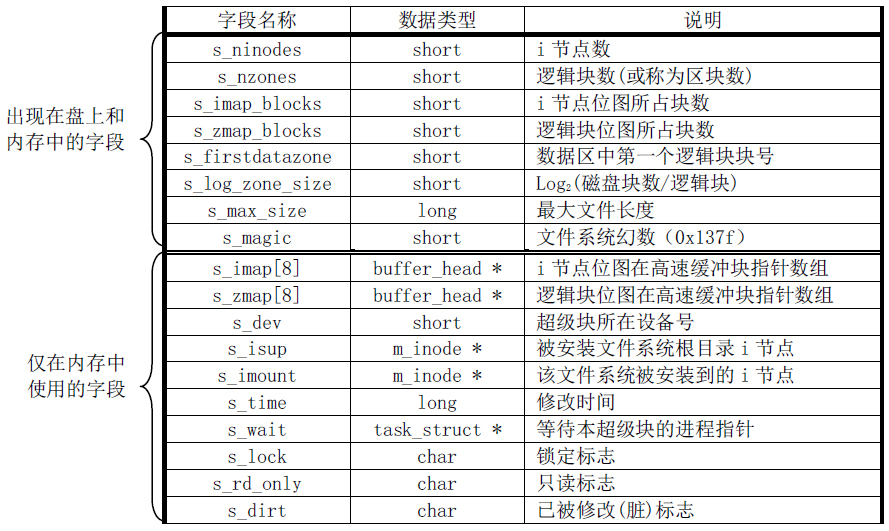 字段名称 数据类型 说明
s_ninodes short i 节点数
s_nzones short 逻辑块数(或称为区块数)
s_imap_blocks short i 节点位图所占块数
s_zmap_blocks short 逻辑块位图所占块数
s_firstdatazone short 数据区中第一个逻辑块块号
s_log_zone_size short Log₂(磁盘块数/逻辑块)
s_max_size long 最大文件长度
s_magic short 文件系统幻数（0x137f）
出现在盘上和
内存中的字段
s_imap[8] buffer_head * i 节点位图在高速缓冲块指针数组
s_zmap[8] buffer_head * 逻辑块位图在高速缓冲块指针数组
s_dev short 超级块所在设备号
s_isup m_inode * 被安装文件系统根目录 i 节点
s_imount m_inode * 该文件系统被安装到的 i 节点
s_time long 修改时间
s_wait task_struct * 等待本超级块的进程指针
s_lock char 锁定标志
s_rd_only char 只读标志
s_dirt char 已被修改(脏)标志
仅在内存中
使用的字段